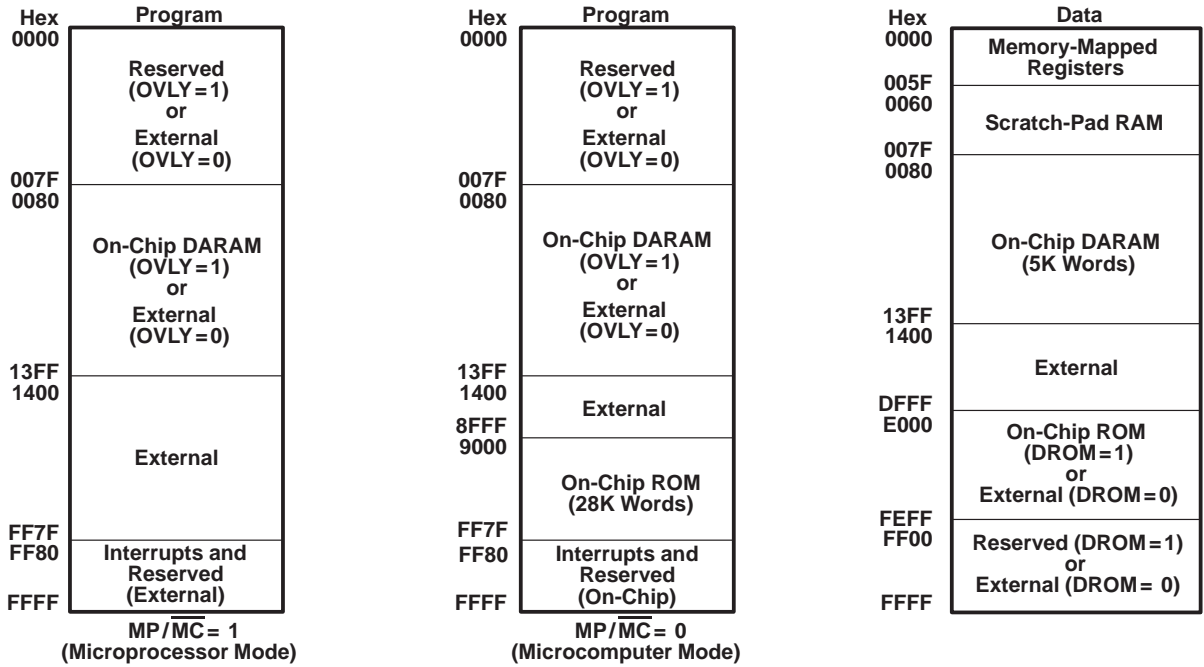 Hex
Program
0000
Reserved
(OVLY = 1)
or
External
(OVLY = 0)
007F
0080
On-Chip DARAM
(OVLY = 1)
or
External
(OVLY = 0)
13FF
1400
External
FF7F
FF80
Interrupts and
Reserved
(External)
FFFF
MP/M̅C̅ = 1
(Microprocessor Mode)
Hex
Program
0000
Reserved
(OVLY = 1)
or
External
(OVLY = 0)
007F
0080
On-Chip DARAM
(OVLY = 1)
or
External
(OVLY = 0)
13FF
1400
External
8FFF
9000
On-Chip ROM
(28K Words)
FF7F
FF80
Interrupts and
Reserved
(On-Chip)
FFFF
MP/M̅C̅ = 0
(Microcomputer Mode)
Hex
Data
0000
Memory-Mapped
Registers
005F
0060
Scratch-Pad RAM
007F
0080
On-Chip DARAM
(5K Words)
13FF
1400
External
DFFF
E000
On-Chip ROM
(DROM = 1)
or
External (DROM = 0)
FEFF
FF00
Reserved (DROM = 1)
or
External (DROM = 0)
FFFF